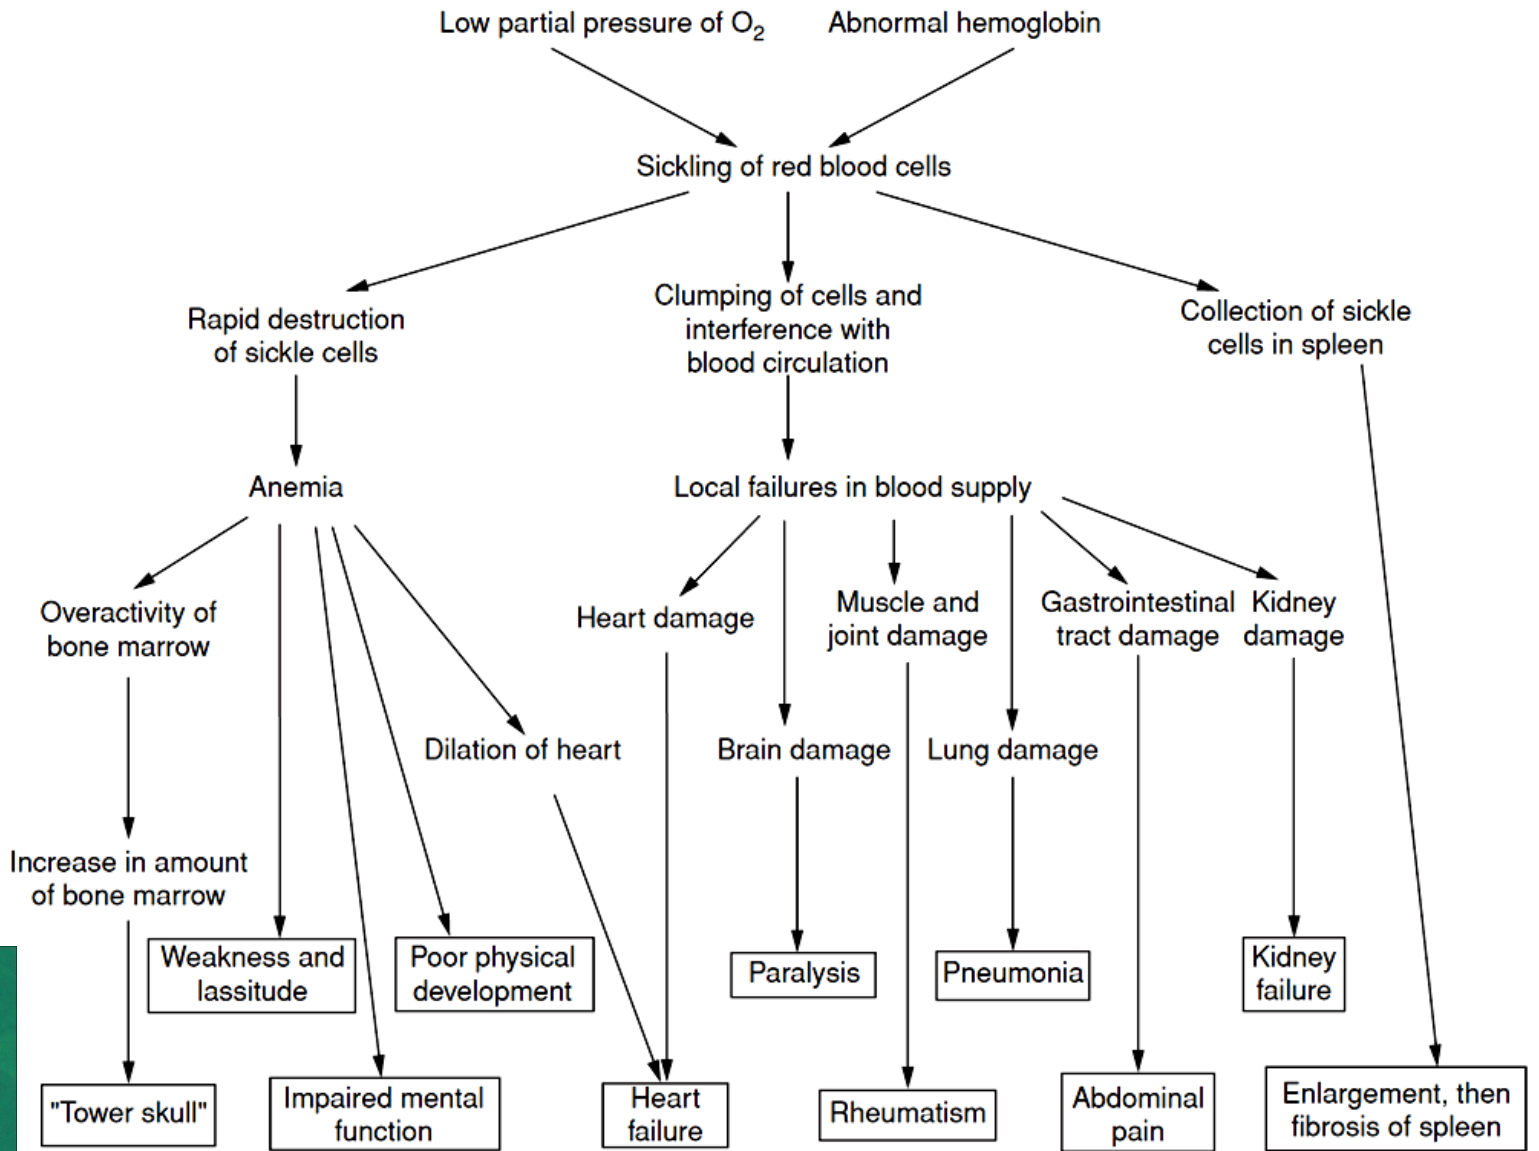 Low partial pressure of O₂
Abnormal hemoglobin
Sickling of red blood cells
Rapid destruction
of sickle cells
Clumping of cells and
interference with
blood circulation
Collection of sickle
cells in spleen
Anemia
Local failures in blood supply
Overactivity of
bone marrow
Heart damage
Muscle and
joint damage
Gastrointestinal
tract damage
Kidney
damage
Dilation of heart
Brain damage
Lung damage
Increase in amount
of bone marrow
Weakness and
lassitude
Poor physical
development
Paralysis
Pneumonia
Kidney
failure
"Tower skull"
Impaired mental
function
Heart
failure
Rheumatism
Abdominal
pain
Enlargement, then
fibrosis of spleen